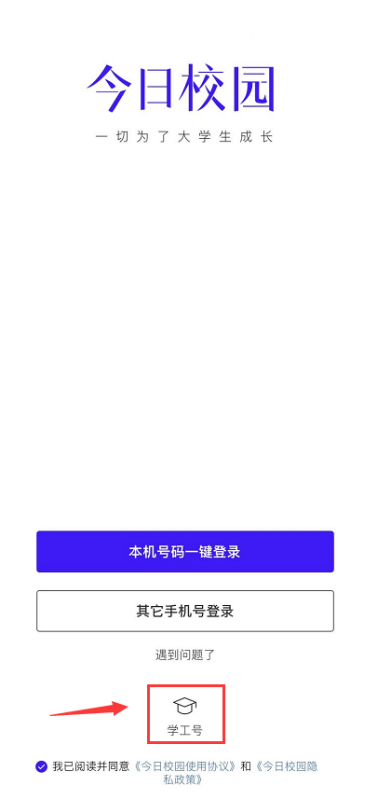 今日校园
一切为了大学生成长
本机号码一键登录
其它手机号登录
遇到问题了
学工号
我已阅读并同意《今日校园使用协议》和《今日校园隐
私政策》